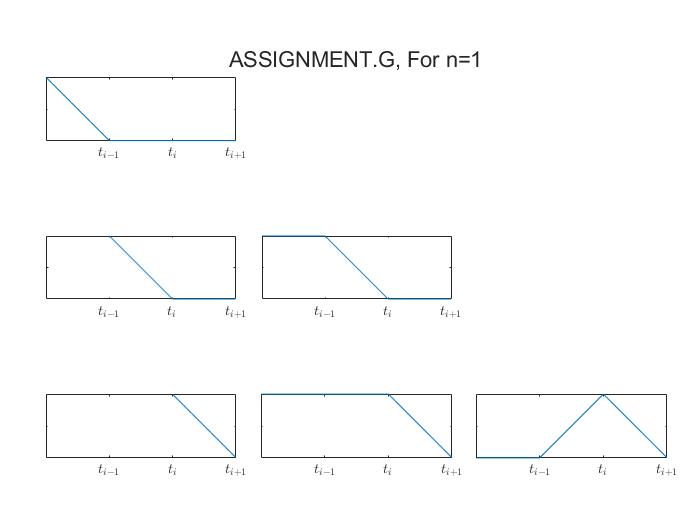 ASSIGNMENT.G, For n=1
t_{i-1} t_i t_{i+1}
t_{i-1} t_i t_{i+1} t_{i-1} t_i t_{i+1}
t_{i-1} t_i t_{i+1} t_{i-1} t_i t_{i+1} t_{i-1} t_i t_{i+1}